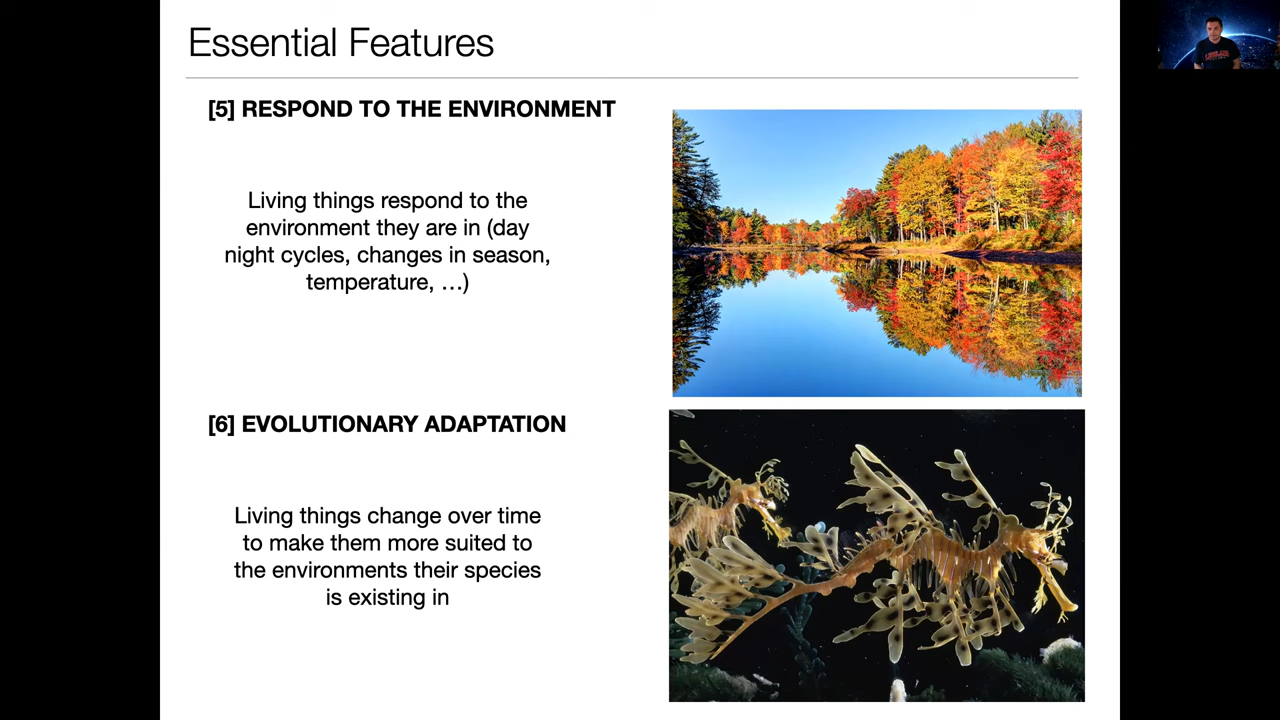 Essential Features
[5] RESPOND TO THE ENVIRONMENT
Living things respond to the
environment they are in (day
night cycles, changes in season,
temperature, …)
[6] EVOLUTIONARY ADAPTATION
Living things change over time
to make them more suited to
the environments their species
is existing in